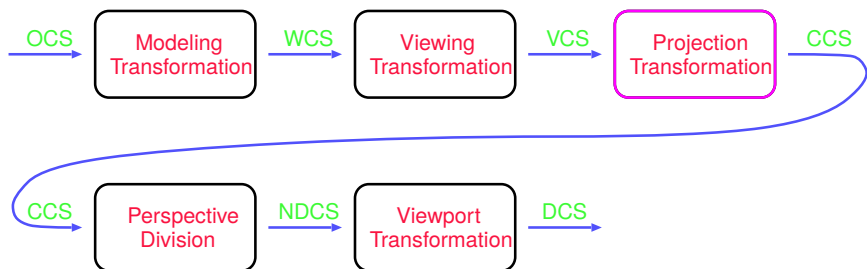 OCS
Modeling
Transformation
WCS
Viewing
Transformation
VCS
Projection
Transformation
CCS
CCS
Perspective
Division
NDCS
Viewport
Transformation
DCS